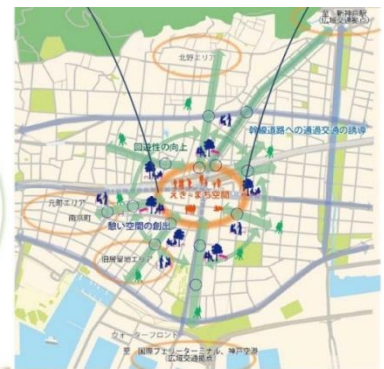 至 新神戸駅
(広域交通拠点)
北野エリア
幹線道路への通過交通の誘導
回遊性の向上
えき≈まち空間
元町エリア
南京町
憩い空間の創出
旧居留地エリア
ウォーターフロント
至 国際フェリーターミナル、神戸空港
(広域交通拠点)